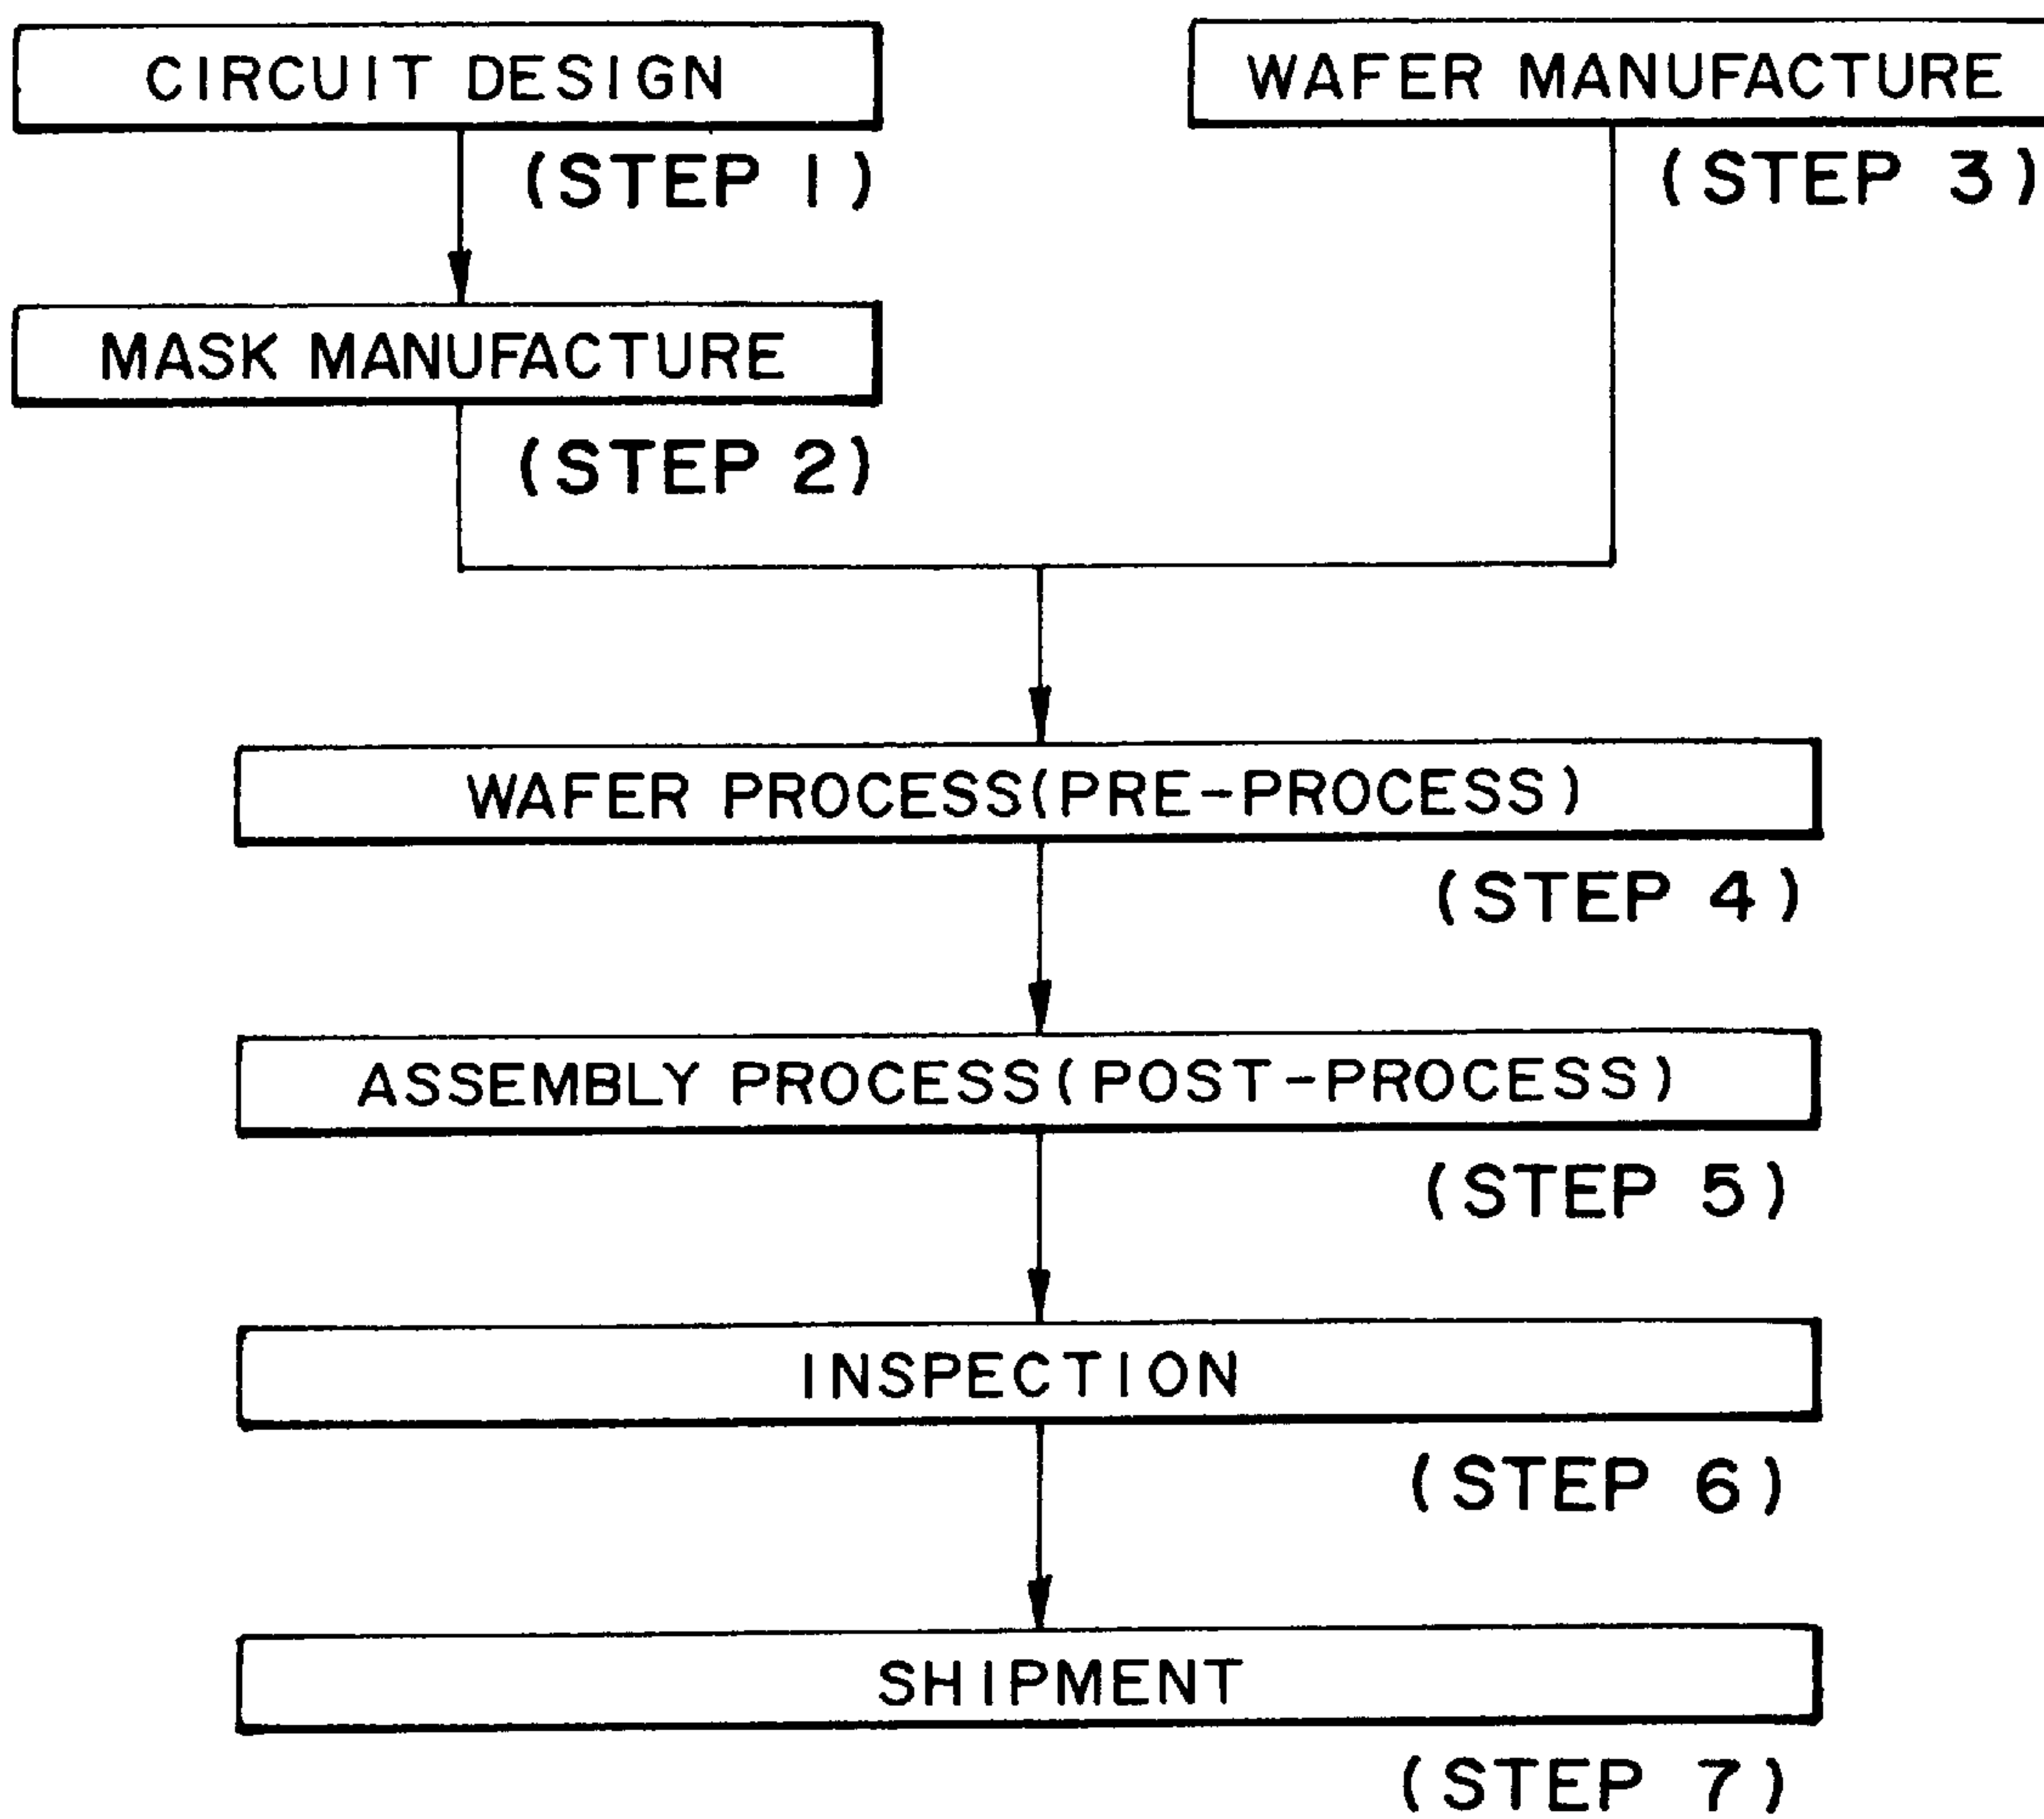 CIRCUIT DESIGN
(STEP 1)
MASK MANUFACTURE
(STEP 2)
WAFER MANUFACTURE
(STEP 3)
WAFER PROCESS(PRE-PROCESS)
(STEP 4)
ASSEMBLY PROCESS(POST-PROCESS)
(STEP 5)
INSPECTION
(STEP 6)
SHIPMENT
(STEP 7)